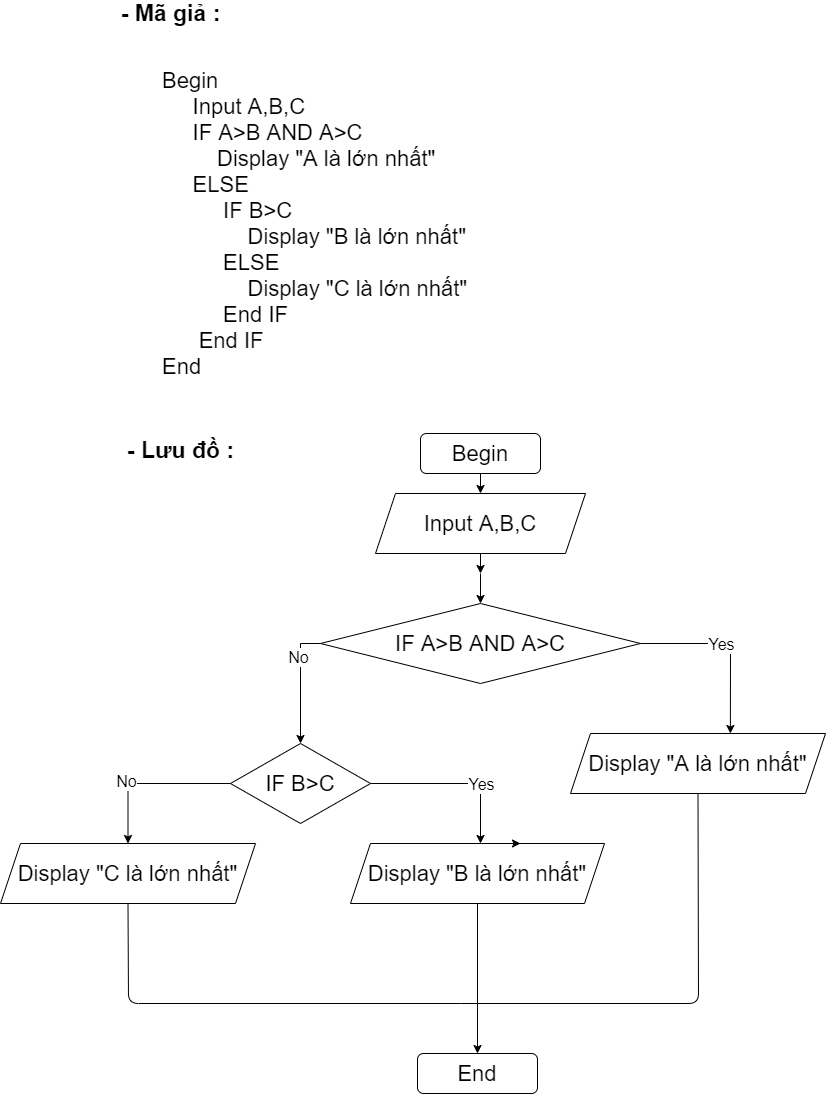 - Mã giả :
Begin
Input A,B,C
IF A>B AND A>C
Display "A là lớn nhất"
ELSE
IF B>C
Display "B là lớn nhất"
ELSE
Display "C là lớn nhất"
End IF
End IF
End
- Lưu đồ :
Begin
Input A,B,C
IF A>B AND A>C
No
Yes
IF B>C
Display "A là lớn nhất"
No
Yes
Display "C là lớn nhất"
Display "B là lớn nhất"
End